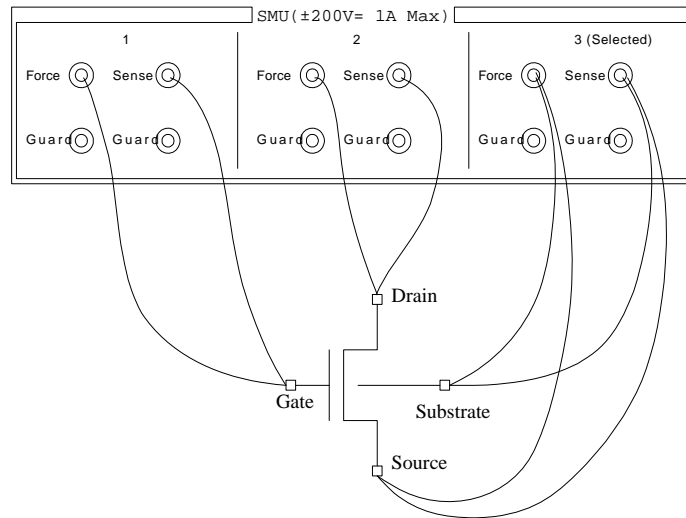 SMU(±200V= 1A Max)
1
2
3 (Selected)
Force
Sense
Force
Sense
Force
Sense
Guard
Guard
Guard
Guard
Guard
Guard
Drain
Gate
Substrate
Source